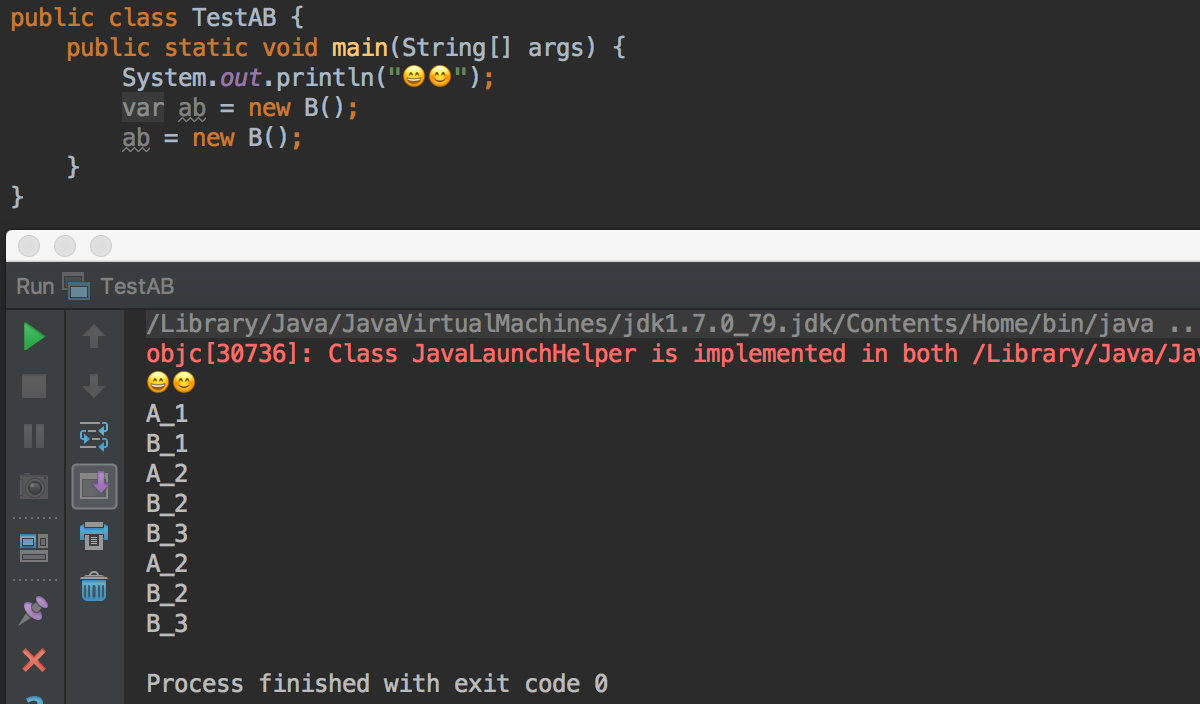 public class TestAB {
public static void main(String[] args) {
System.out.println("😄😊");
var ab = new B();
ab = new B();
}
}
Run TestAB
/Library/Java/JavaVirtualMachines/jdk1.7.0_79.jdk/Contents/Home/bin/java ...
objc[30736]: Class JavaLaunchHelper is implemented in both /Library/Java/Jav
😄😊
A_1
B_1
A_2
B_2
B_3
A_2
B_2
B_3
Process finished with exit code 0